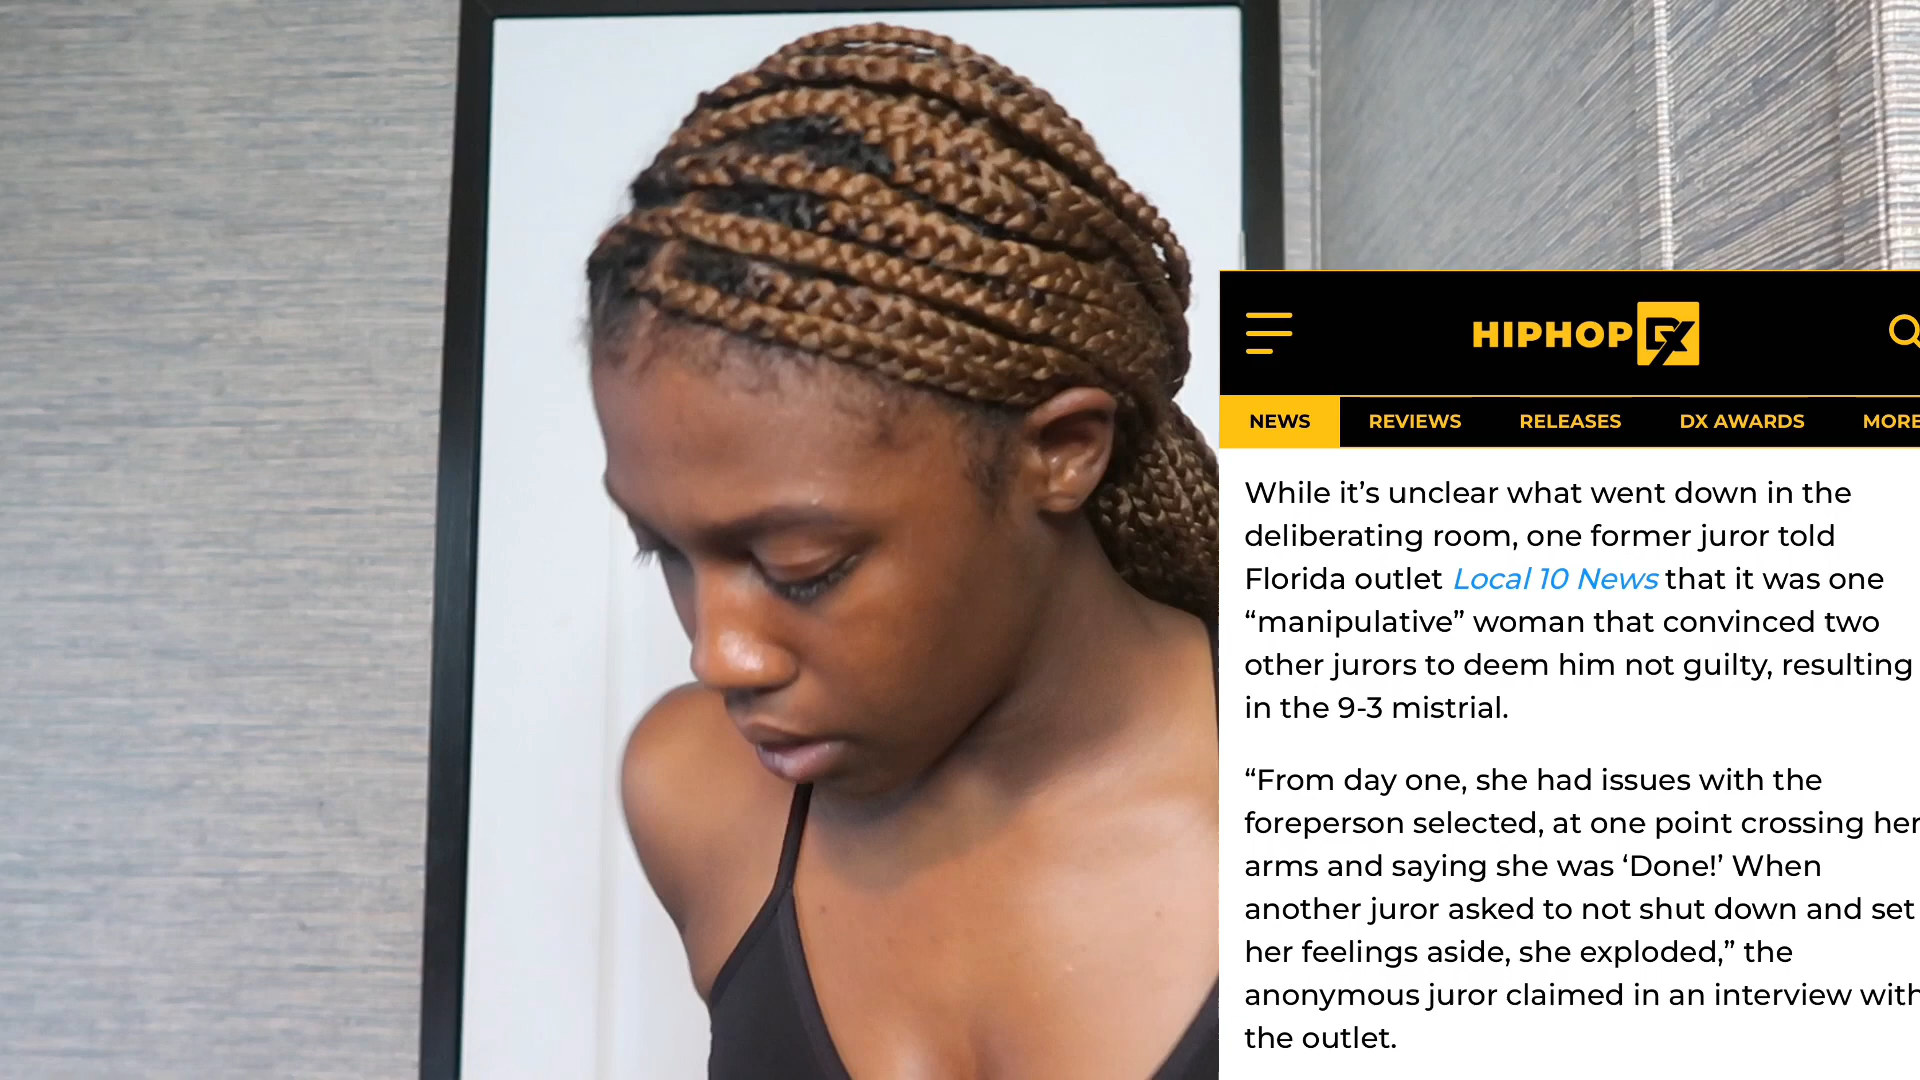 HIPHOP DX
NEWS REVIEWS RELEASES DX AWARDS MORE
While it’s unclear what went down in the
deliberating room, one former juror told
Florida outlet Local 10 News that it was one
“manipulative” woman that convinced two
other jurors to deem him not guilty, resulting
in the 9-3 mistrial.
“From day one, she had issues with the
foreperson selected, at one point crossing her
arms and saying she was ‘Done!’ When
another juror asked to not shut down and set
her feelings aside, she exploded,” the
anonymous juror claimed in an interview with
the outlet.